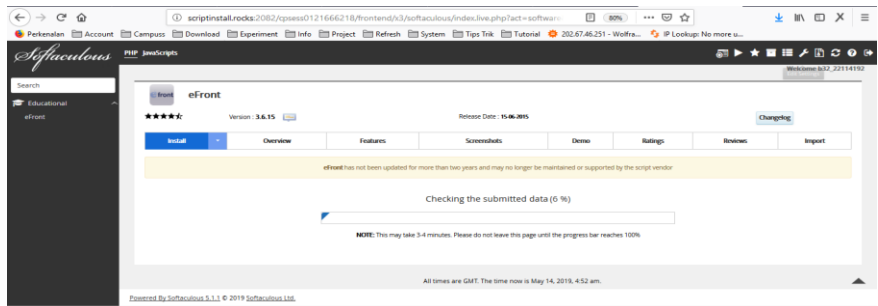 scriptinstall.rocks:2082/cpsess0121666218/frontend/x3/softaculous/index.live.php?act=software 80%
Perkenalan Account Campuss Download Experiment Info Project Refresh System Tips Trik Tutorial 202.67.46.251 - Wolfra... IP Lookup: No more u...
Softaculous PHP JavaScripts
Welcome b32_22114192
Search
Educational
eFront
eFront
Version : 3.6.15 Release Date : 15-06-2015 Changelog
Install Overview Features Screenshots Demo Ratings Reviews Import
eFront has not been updated for more than two years and may no longer be maintained or supported by the script vendor
Checking the submitted data (6 %)
NOTE: This may take 3-4 minutes. Please do not leave this page until the progress bar reaches 100%
All times are GMT. The time now is May 14, 2019, 4:52 am.
Powered By Softaculous 5.1.1 © 2019 Softaculous Ltd.